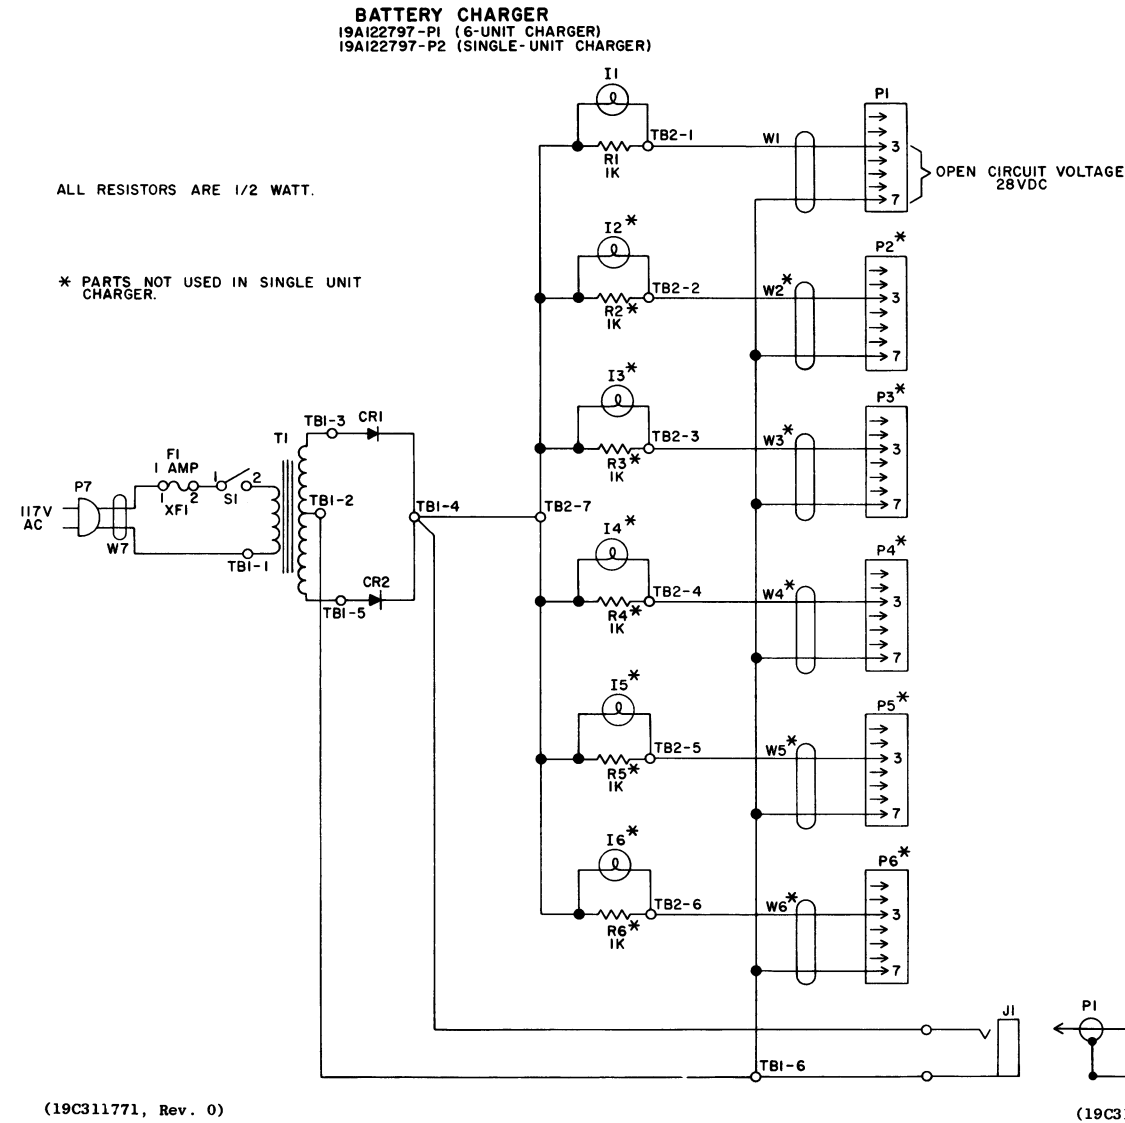 BATTERY CHARGER
19A122797-P1 (6-UNIT CHARGER)
19A122797-P2 (SINGLE-UNIT CHARGER)
I1
P1
TB2-1
W1
3
R1
1K
OPEN CIRCUIT VOLTAGE
28VDC
7
ALL RESISTORS ARE 1/2 WATT.
I2*
P2*
* PARTS NOT USED IN SINGLE UNIT
CHARGER.
TB2-2
W2*
3
R2*
1K
7
I3*
P3*
TB2-3
W3*
3
R3*
1K
7
TB1-3
CR1
T1
F1
1 AMP
1
2
P7
1
2
XF1
S1
117V
AC
W7
TB1-1
TB1-2
TB1-4
TB2-7
CR2
TB1-5
I4*
P4*
TB2-4
W4*
3
R4*
1K
7
I5*
P5*
TB2-5
W5*
3
R5*
1K
7
I6*
P6*
TB2-6
W6*
3
R6*
1K
7
J1
P1
TB1-6
(19C311771, Rev. 0)
(19C3